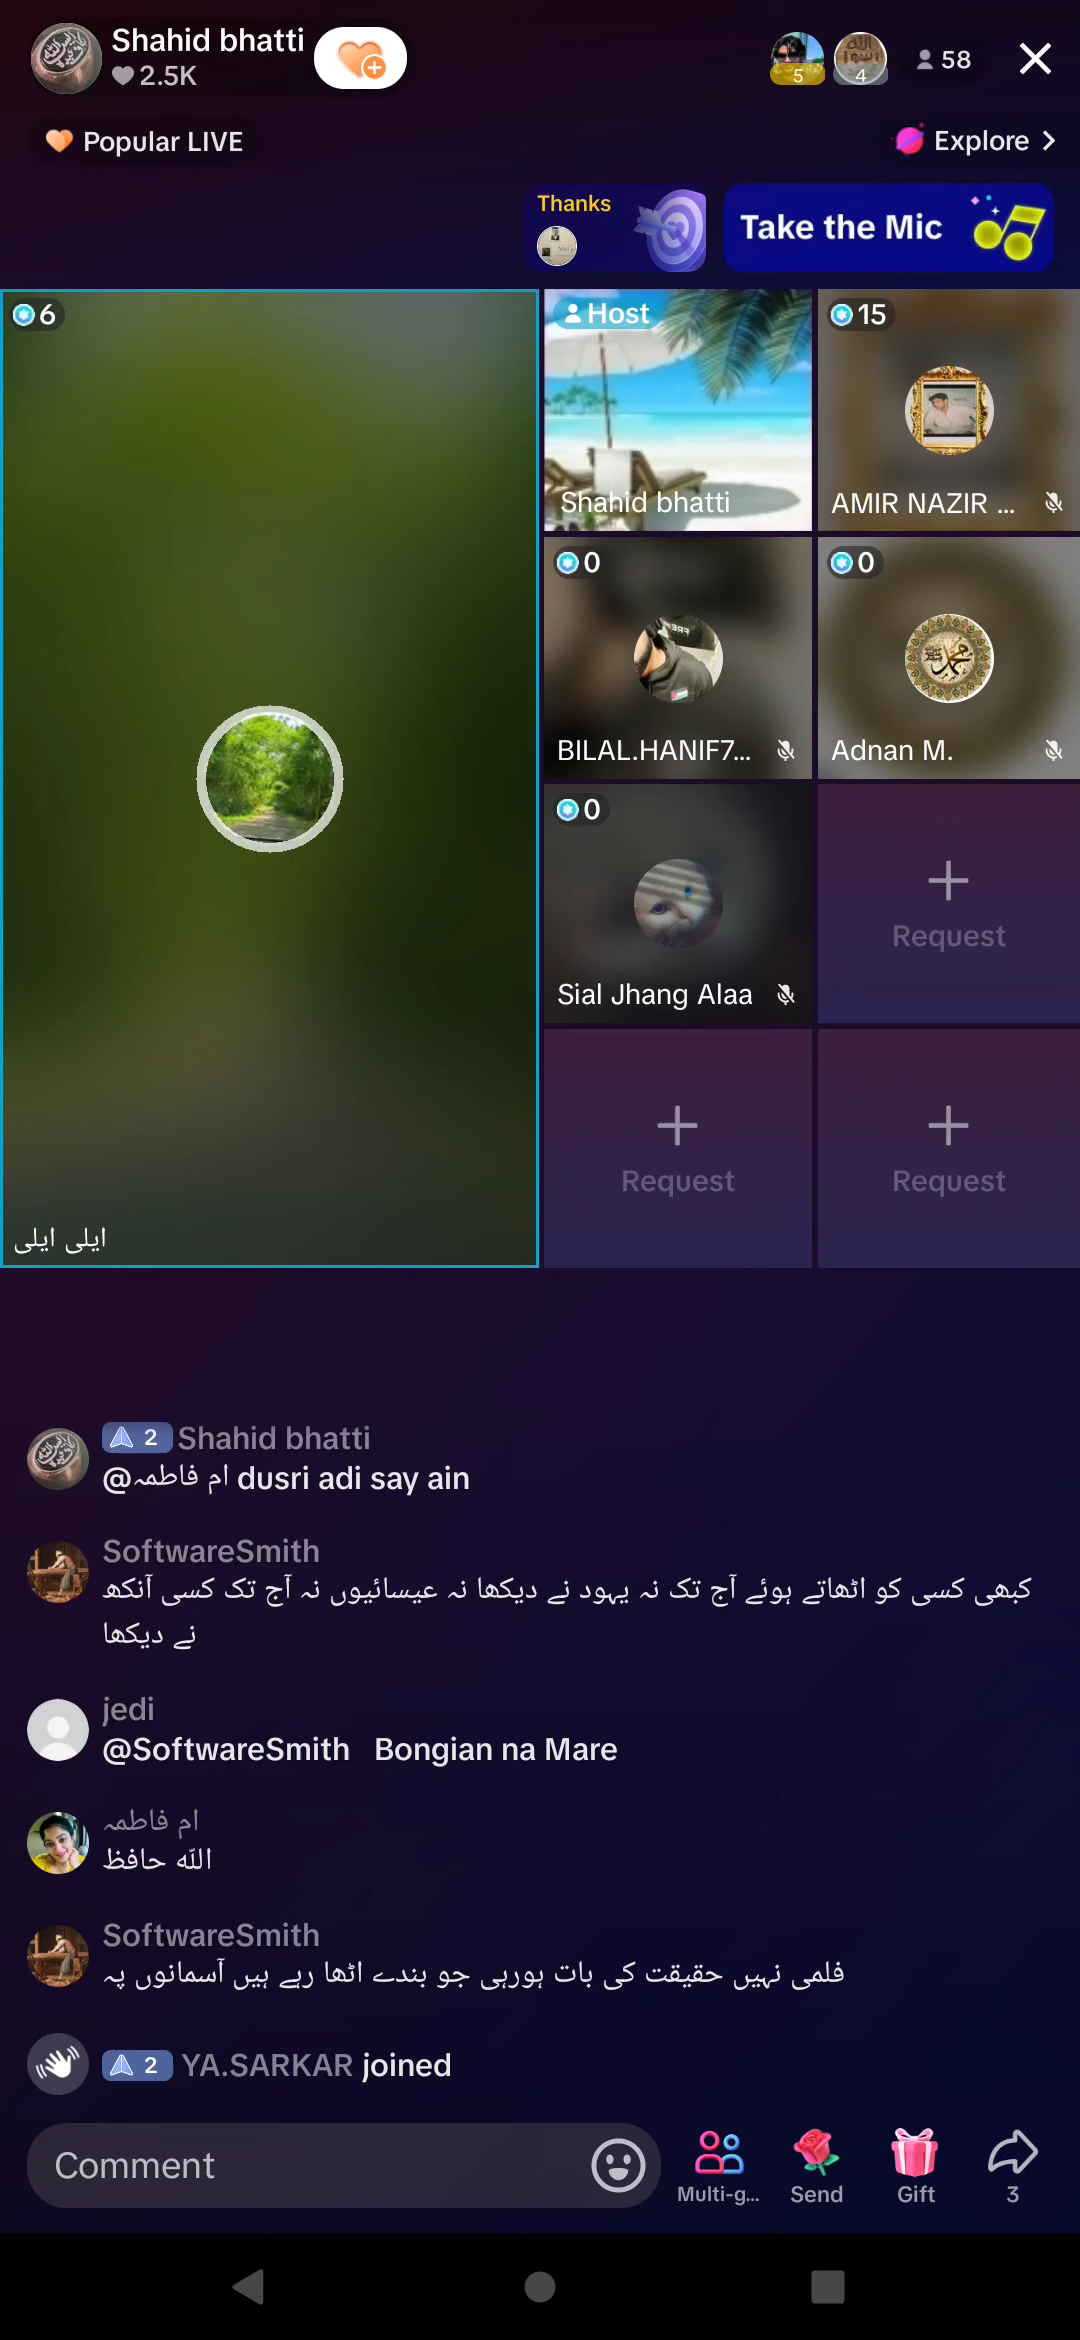 Shahid bhatti
2.5K
5
4
58
Popular LIVE
Explore
Thanks
Take the Mic
6
Host
Shahid bhatti
15
AMIR NAZIR ...
0
BILAL.HANIF7...
0
Adnan M.
0
Sial Jhang Alaa
Request
Request
Request
ایلی ایلی
2 Shahid bhatti
@ام فاطمہ dusri adi say ain
SoftwareSmith
کبھی کسی کو اٹھاتے ہوئے آج تک نہ یہود نے دیکھا نہ عیسائیوں نہ آج تک کسی آنکھ
نے دیکھا
jedi
@SoftwareSmith Bongian na Mare
ام فاطمہ
اللّٰہ حافظ
SoftwareSmith
فلمی نہیں حقیقت کی بات ہورہی جو بندے اٹھا رہے ہیں آسمانوں پہ
2 YA.SARKAR joined
Comment
Multi-g...
Send
Gift
3